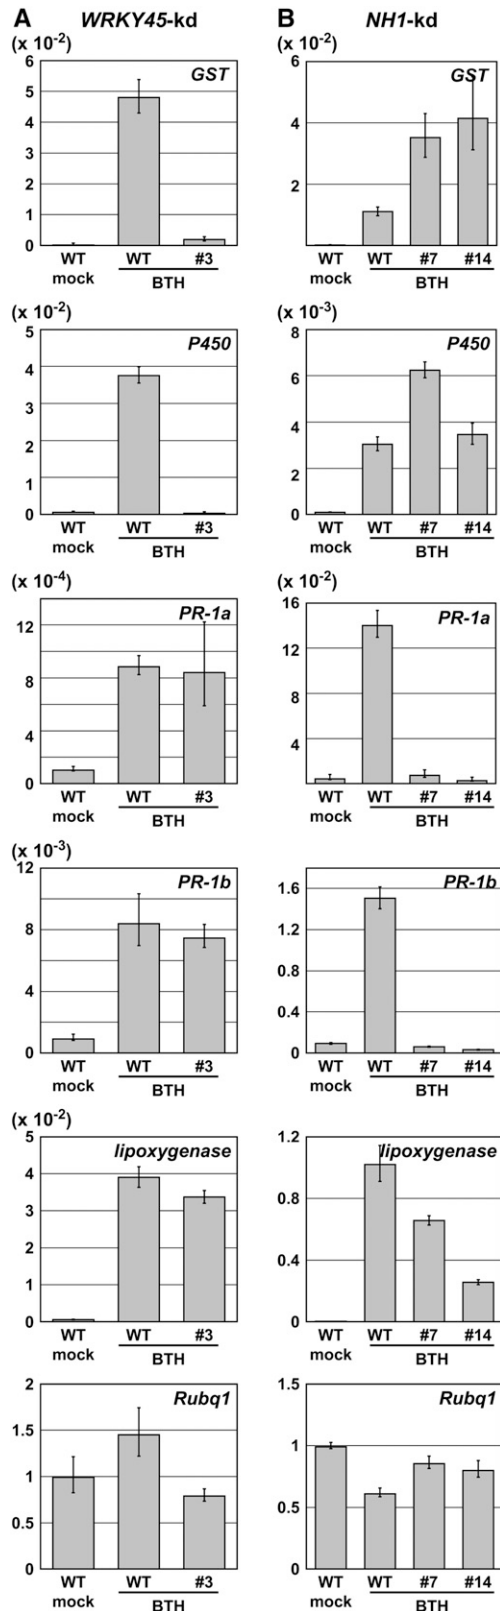 A WRKY45-kd
(x 10-2)
GST
6
5
4
3
2
1
0
WT WT #3
mock BTH
(x 10-2)
P450
5
4
3
2
1
0
WT WT #3
mock BTH
(x 10-4)
PR-1a
12
8
4
0
WT WT #3
mock BTH
(x 10-3)
PR-1b
12
8
4
0
WT WT #3
mock BTH
(x 10-2)
lipoxygenase
5
4
3
2
1
0
WT WT #3
mock BTH
Rubq1
2
1.5
1
0.5
0
WT WT #3
mock BTH
B NH1-kd
(x 10-2)
GST
6
4
2
WT WT #7 #14
mock BTH
(x 10-3)
P450
8
6
4
2
0
WT WT #7 #14
mock BTH
(x 10-2)
PR-1a
16
12
8
4
WT WT #7 #14
mock BTH
PR-1b
1.6
1.2
0.8
0.4
0
WT WT #7 #14
mock BTH
lipoxygenase
1.2
0.8
0.4
0
WT WT #7 #14
mock BTH
Rubq1
1.5
1
0.5
0
WT WT #7 #14
mock BTH